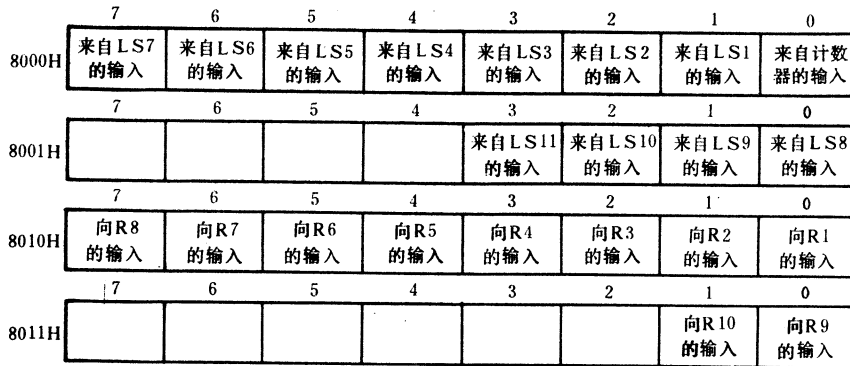 7 6 5 4 3 2 1 0
8000H 来自LS7 来自LS6 来自LS5 来自LS4 来自LS3 来自LS2 来自LS1 来自计数
的输入 的输入 的输入 的输入 的输入 的输入 的输入 器的输入
7 6 5 4 3 2 1 0
8001H 来自LS11 来自LS10 来自LS9 来自LS8
的输入 的输入 的输入 的输入
7 6 5 4 3 2 1 0
8010H 向R8 向R7 向R6 向R5 向R4 向R3 向R2 向R1
的输入 的输入 的输入 的输入 的输入 的输入 的输入 的输入
7 6 5 4 3 2 1 0
8011H 向R10 向R9
的输入 的输入